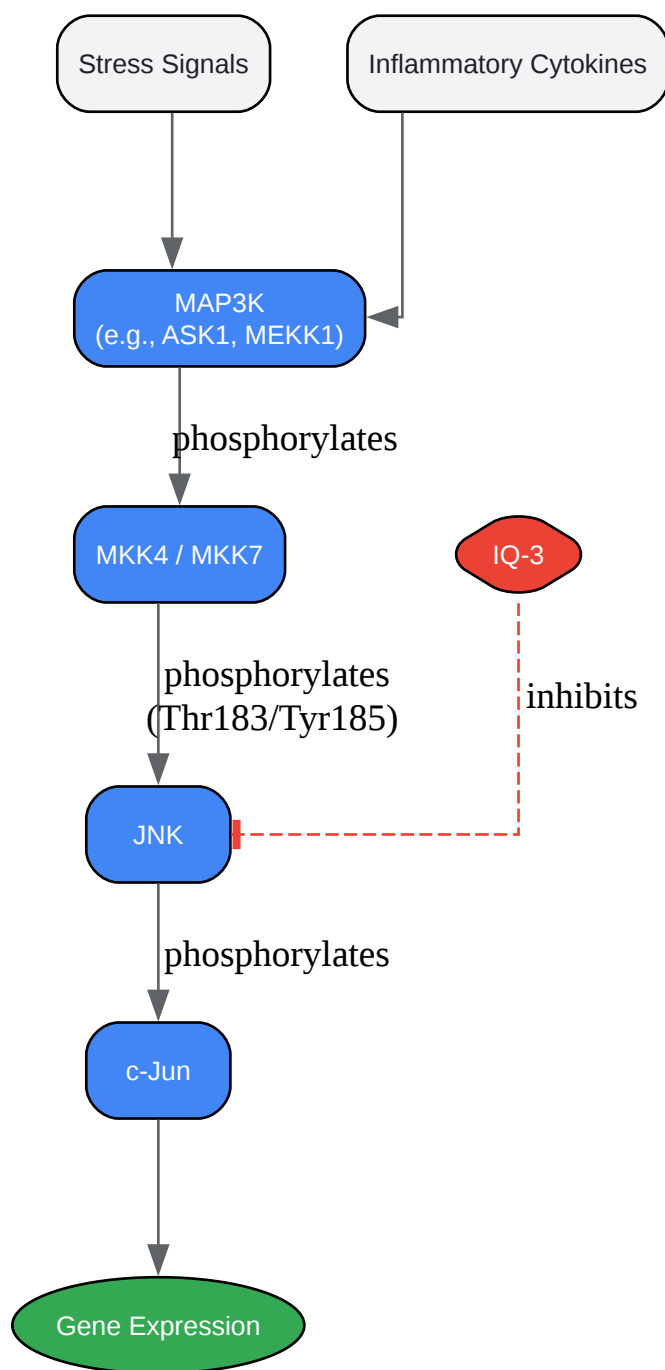 Stress Signals
Inflammatory Cytokines
MAP3K
(e.g., ASK1, MEKK1)
phosphorylates
MKK4 / MKK7
IQ-3
phosphorylates
(Thr183/Tyr185)
inhibits
JNK
phosphorylates
c-Jun
Gene Expression